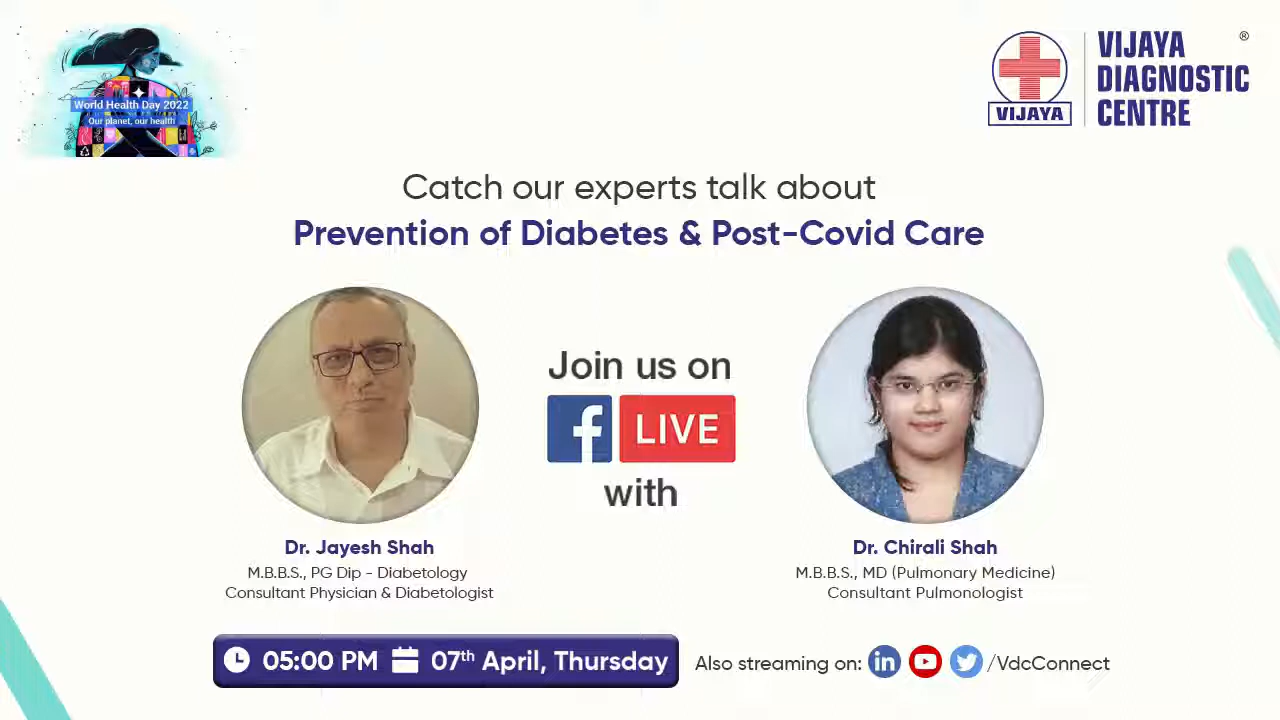 World Health Day 2022
Our planet, our health
VIJAYA
VIJAYA
DIAGNOSTIC
CENTRE
®
Catch our experts talk about
Prevention of Diabetes & Post-Covid Care
Join us on
f LIVE
with
Dr. Jayesh Shah
M.B.B.S., PG Dip - Diabetology
Consultant Physician & Diabetologist
Dr. Chirali Shah
M.B.B.S., MD (Pulmonary Medicine)
Consultant Pulmonologist
05:00 PM 07th April, Thursday
Also streaming on: in /VdcConnect